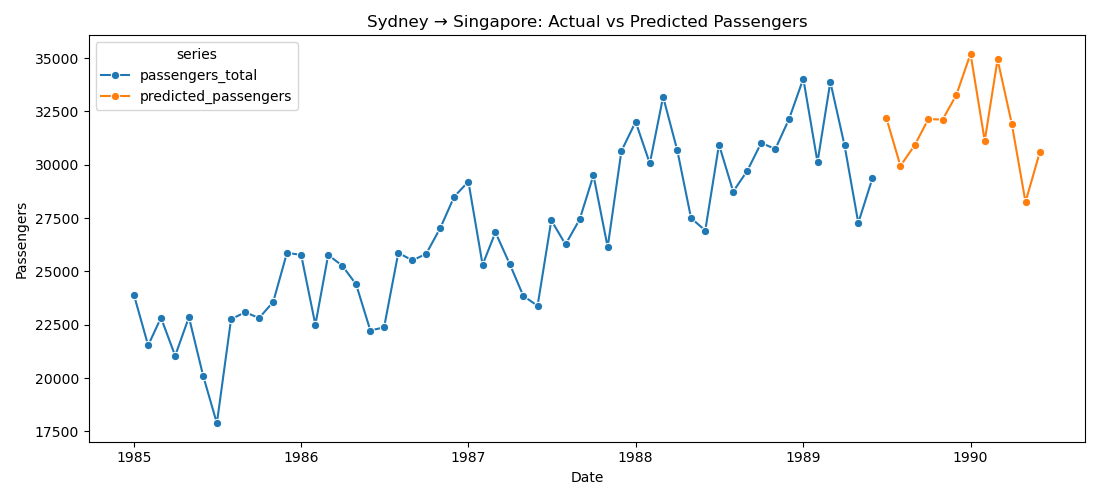 Sydney → Singapore: Actual vs Predicted Passengers
series
passengers_total
predicted_passengers
Passengers
35000
32500
30000
27500
25000
22500
20000
17500
1985 1986 1987 1988 1989 1990
Date